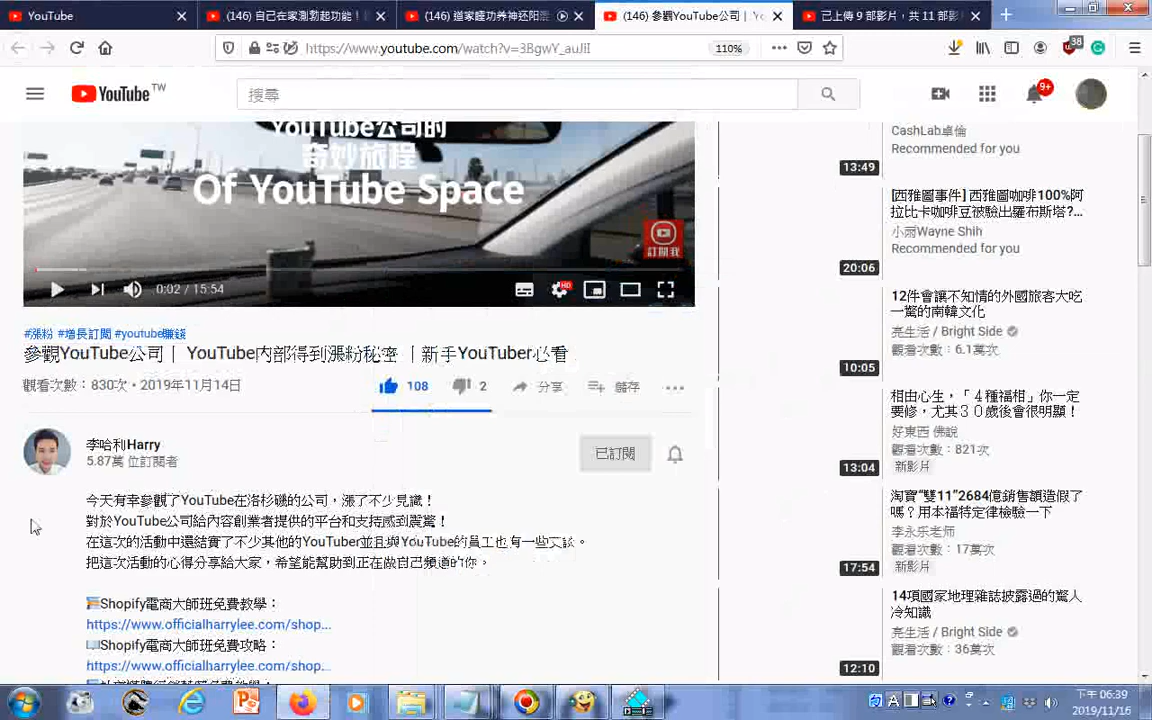 YouTube
(146) 自己在家測勃起功能！
(146) 道家睡功养神还阳
(146) 參觀YouTube公司｜ Yo
己上傳 9 部影片，共 11 部影
https://www.youtube.com/watch?v=3BgwY_auJiI
110%
38
YouTube TW
搜尋
9+
YouTube公司的
奇妙旅程
Of YouTube Space
訂閱我
0:02 / 15:54
HD
#漲粉 #增長訂閱 #youtube賺錢
參觀YouTube公司｜ YouTube內部得到漲粉秘密 ｜新手YouTuber必看
觀看次數：830次 • 2019年11月14日
108
2
分享
儲存
李哈利Harry
5.87萬 位訂閱者
已訂閱
今天有幸參觀了YouTube在洛杉磯的公司，漲了不少見識！
對於YouTube公司給內容創業者提供的平台和支持感到震驚！
在這次的活動中還結實了不少其他的YouTuber並且與YouTube的員工也有一些交談。
把這次活動的心得分享給大家，希望能幫助到正在做自己頻道的你。
Shopify電商大師班免費教學：
https://www.officialharrylee.com/shop...
Shopify電商大師班免費攻略：
https://www.officialharrylee.com/shop...
CashLab卓倫
Recommended for you
13:49
[西雅圖事件] 西雅圖咖啡100%阿
拉比卡咖啡豆被驗出羅布斯塔?...
小丽Wayne Shih
Recommended for you
20:06
12件會讓不知情的外國旅客大吃
一驚的南韓文化
亮生活 / Bright Side
觀看次數：6.1萬次
10:05
相由心生，「４種福相」你一定
要修，尤其３０歲後會很明顯！
好東西 佛說
觀看次數：821次
新影片
13:04
淘寶“雙11”2684億銷售額造假了
嗎？用本福特定律檢驗一下
李永乐老师
觀看次數：17萬次
新影片
17:54
14項國家地理雜誌披露過的驚人
冷知識
亮生活 / Bright Side
觀看次數：36萬次
12:10
下午 06:39
2019/11/16